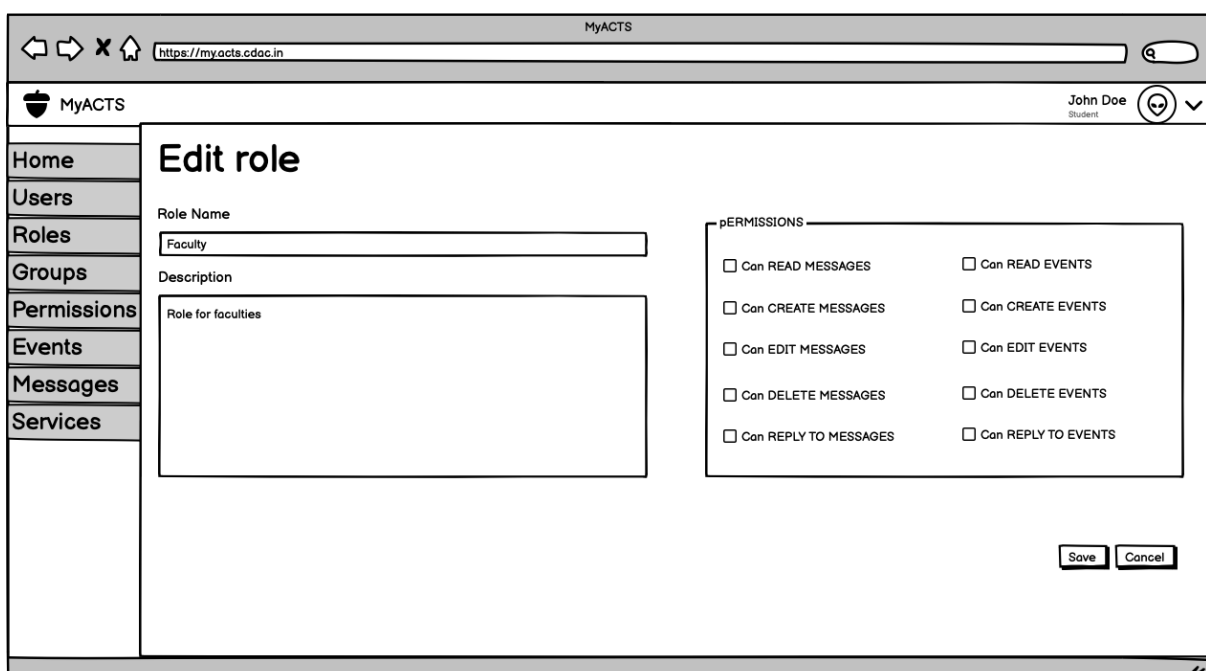 MyACTS
https://my.acts.cdac.in
MyACTS
John Doe
Student
Home
Users
Roles
Groups
Permissions
Events
Messages
Services
Edit role
Role Name
Faculty
Description
Role for faculties
pERMISSIONS
Can READ MESSAGES
Can READ EVENTS
Can CREATE MESSAGES
Can CREATE EVENTS
Can EDIT MESSAGES
Can EDIT EVENTS
Can DELETE MESSAGES
Can DELETE EVENTS
Can REPLY TO MESSAGES
Can REPLY TO EVENTS
Save
Cancel